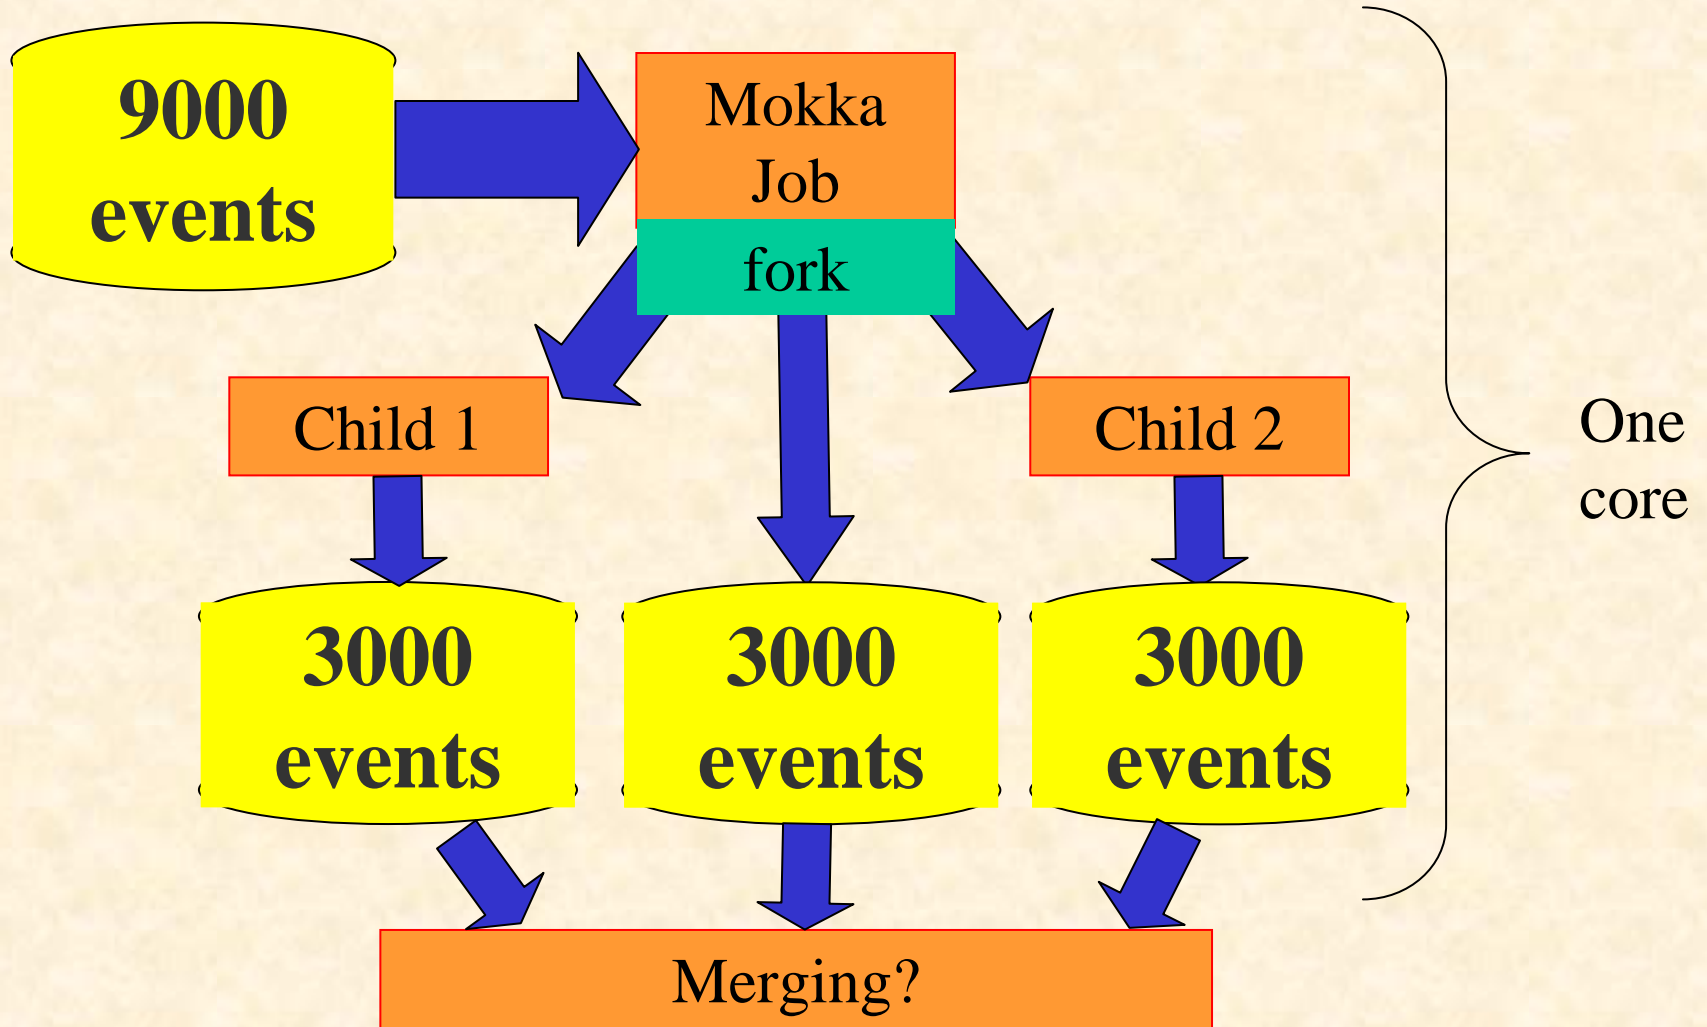 9000
events
Mokka
Job
fork
Child 1
Child 2
One
core
3000
events
3000
events
3000
events
Merging?